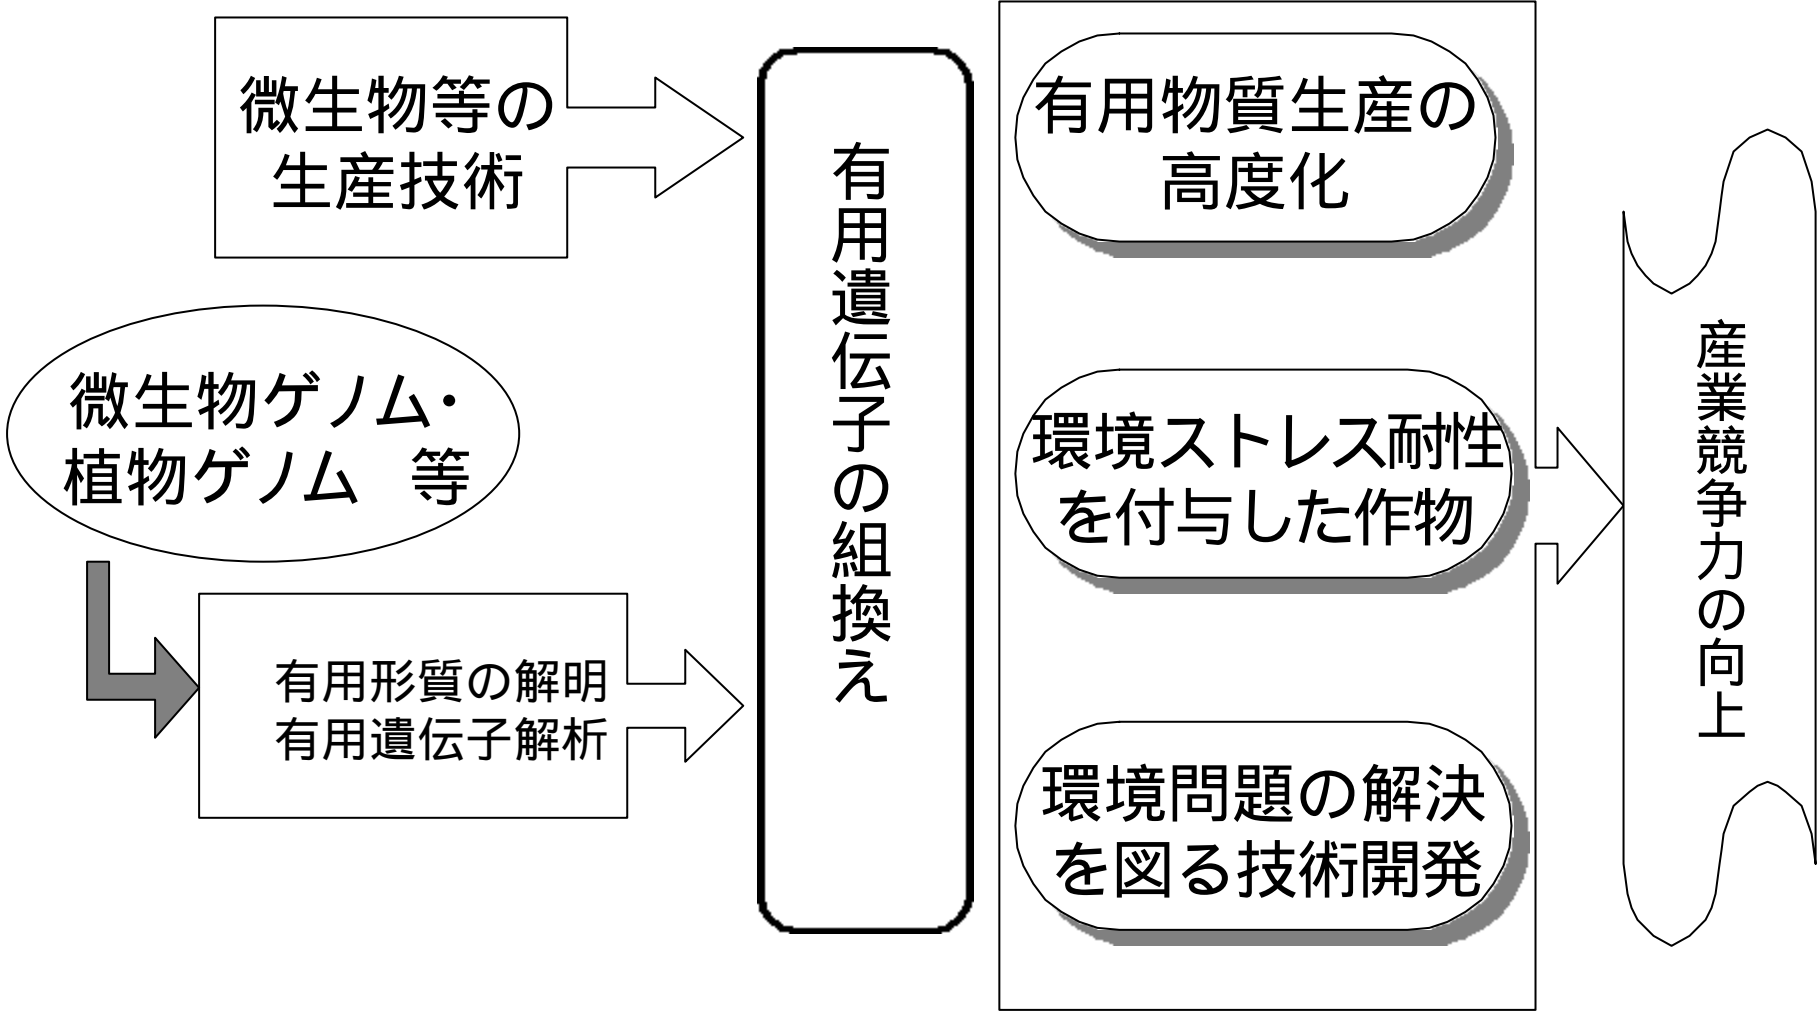 微生物等の
生産技術
微生物ゲノム・
植物ゲノム　等
有用形質の解明
有用遺伝子解析
有用遺伝子の組換え
有用物質生産の
高度化
環境ストレス耐性
を付与した作物
環境問題の解決
を図る技術開発
産業競争力の向上